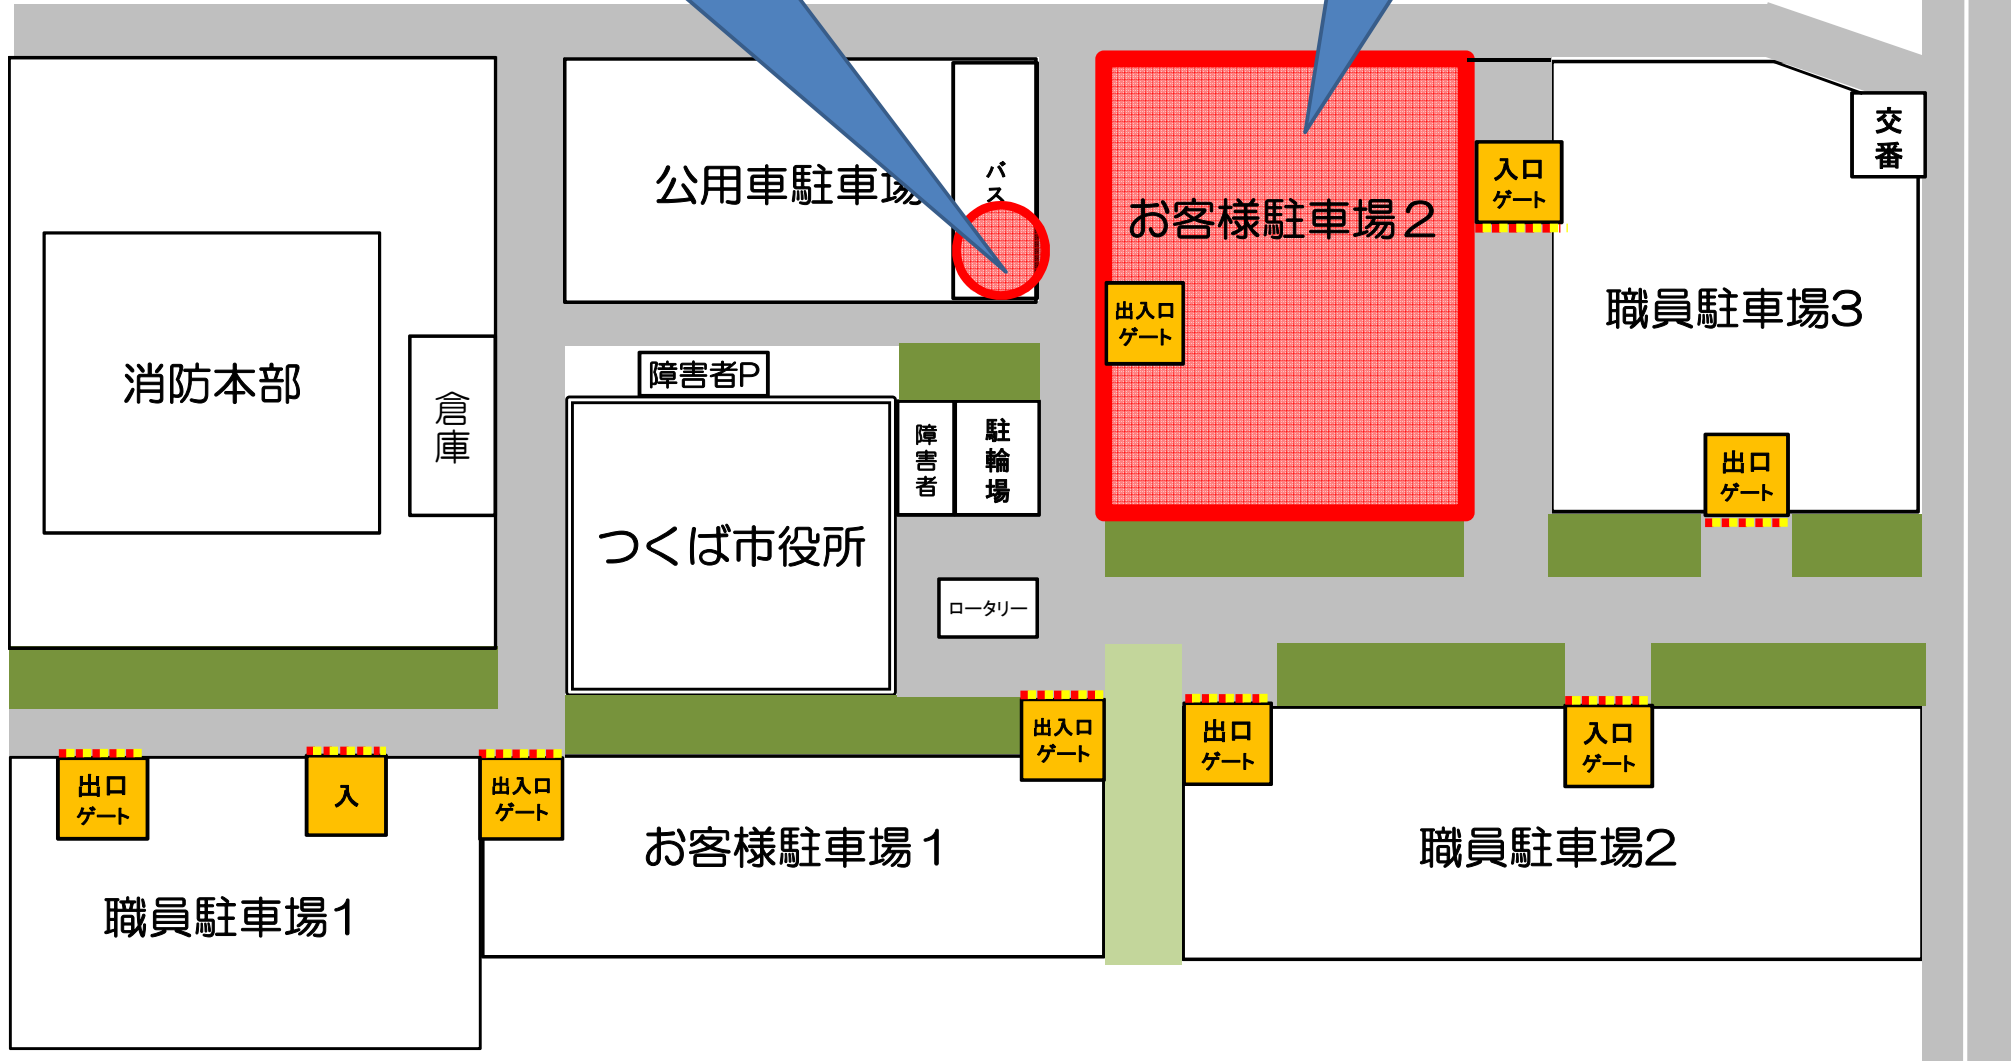 交番
入口
ゲート
公用車駐車場
バス
お客様駐車場2
出入口
ゲート
職員駐車場3
消防本部
倉庫
障害者P
障害者
駐輪場
出口
ゲート
つくば市役所
ロータリー
出口
ゲート
入
出入口
ゲート
出入口
ゲート
出口
ゲート
入口
ゲート
お客様駐車場1
職員駐車場2
職員駐車場1